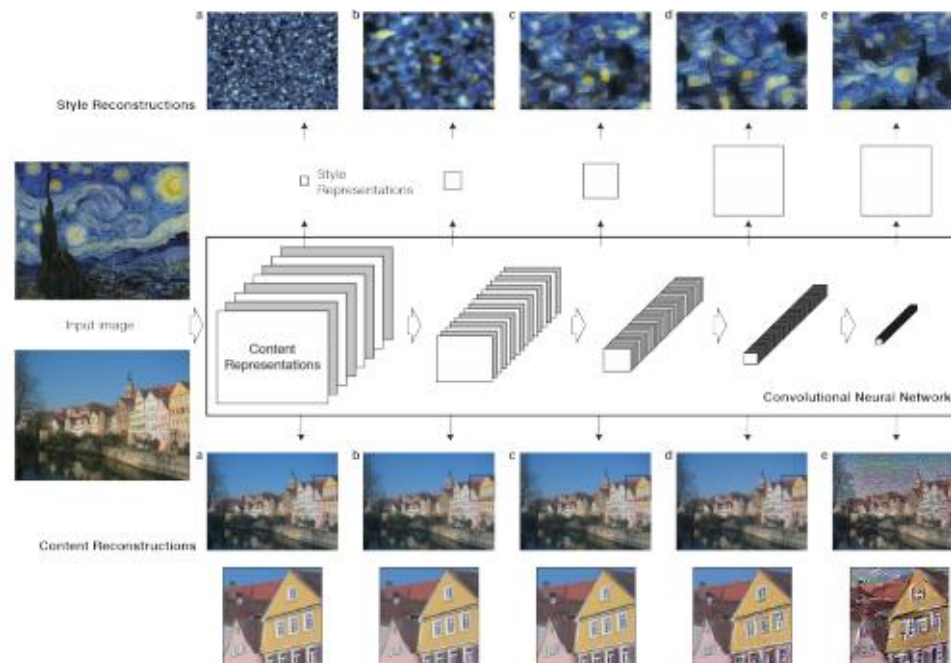 a b c d e
Style Reconstructions
Style
Representations
Input image
Content
Representations
Convolutional Neural Network
a b c d e
Content Reconstructions